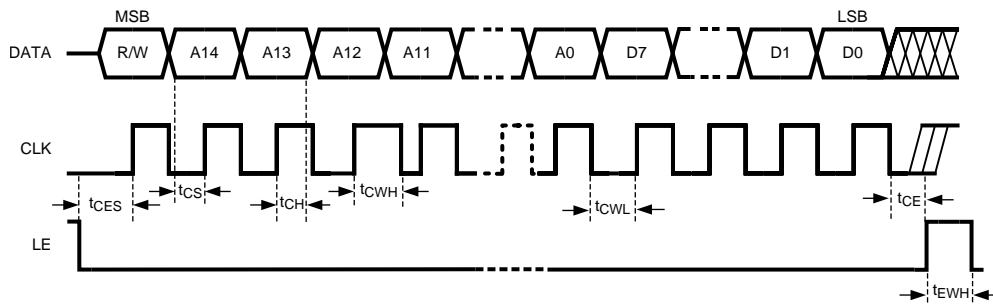 MSB LSB
DATA R/W A14 A13 A12 A11 A0 D7 D1 D0
CLK
tCES tCS tCH tCWH tCWL tCE
LE
tEWH